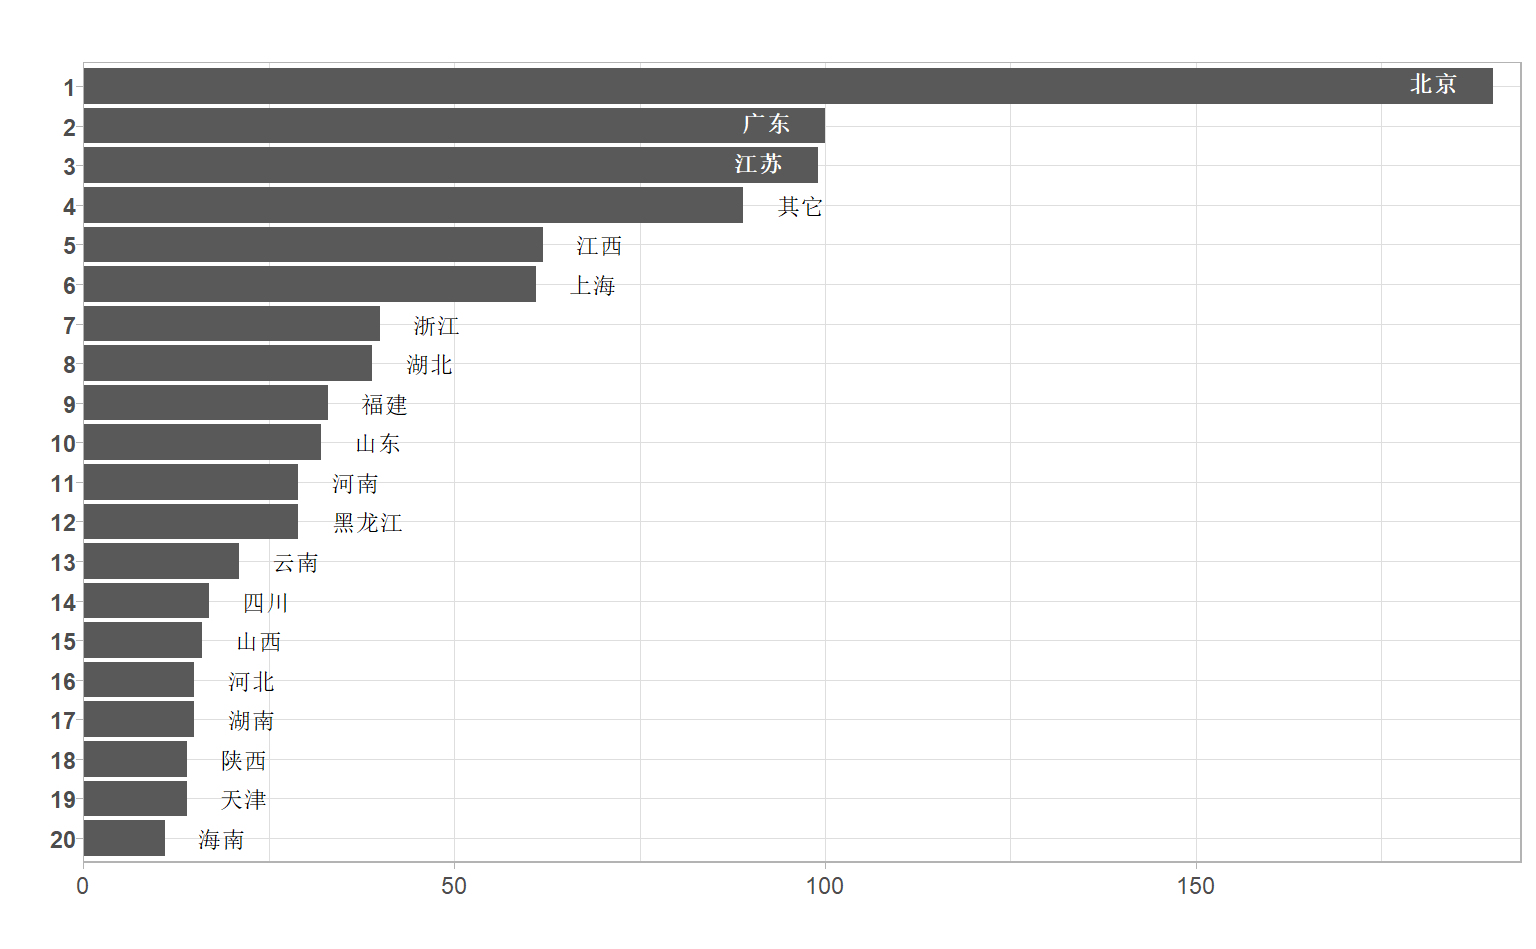 1 北京
2 广东
3 江苏
4 其它
5 江西
6 上海
7 浙江
8 湖北
9 福建
10 山东
11 河南
12 黑龙江
13 云南
14 四川
15 山西
16 河北
17 湖南
18 陕西
19 天津
20 海南
0 50 100 150